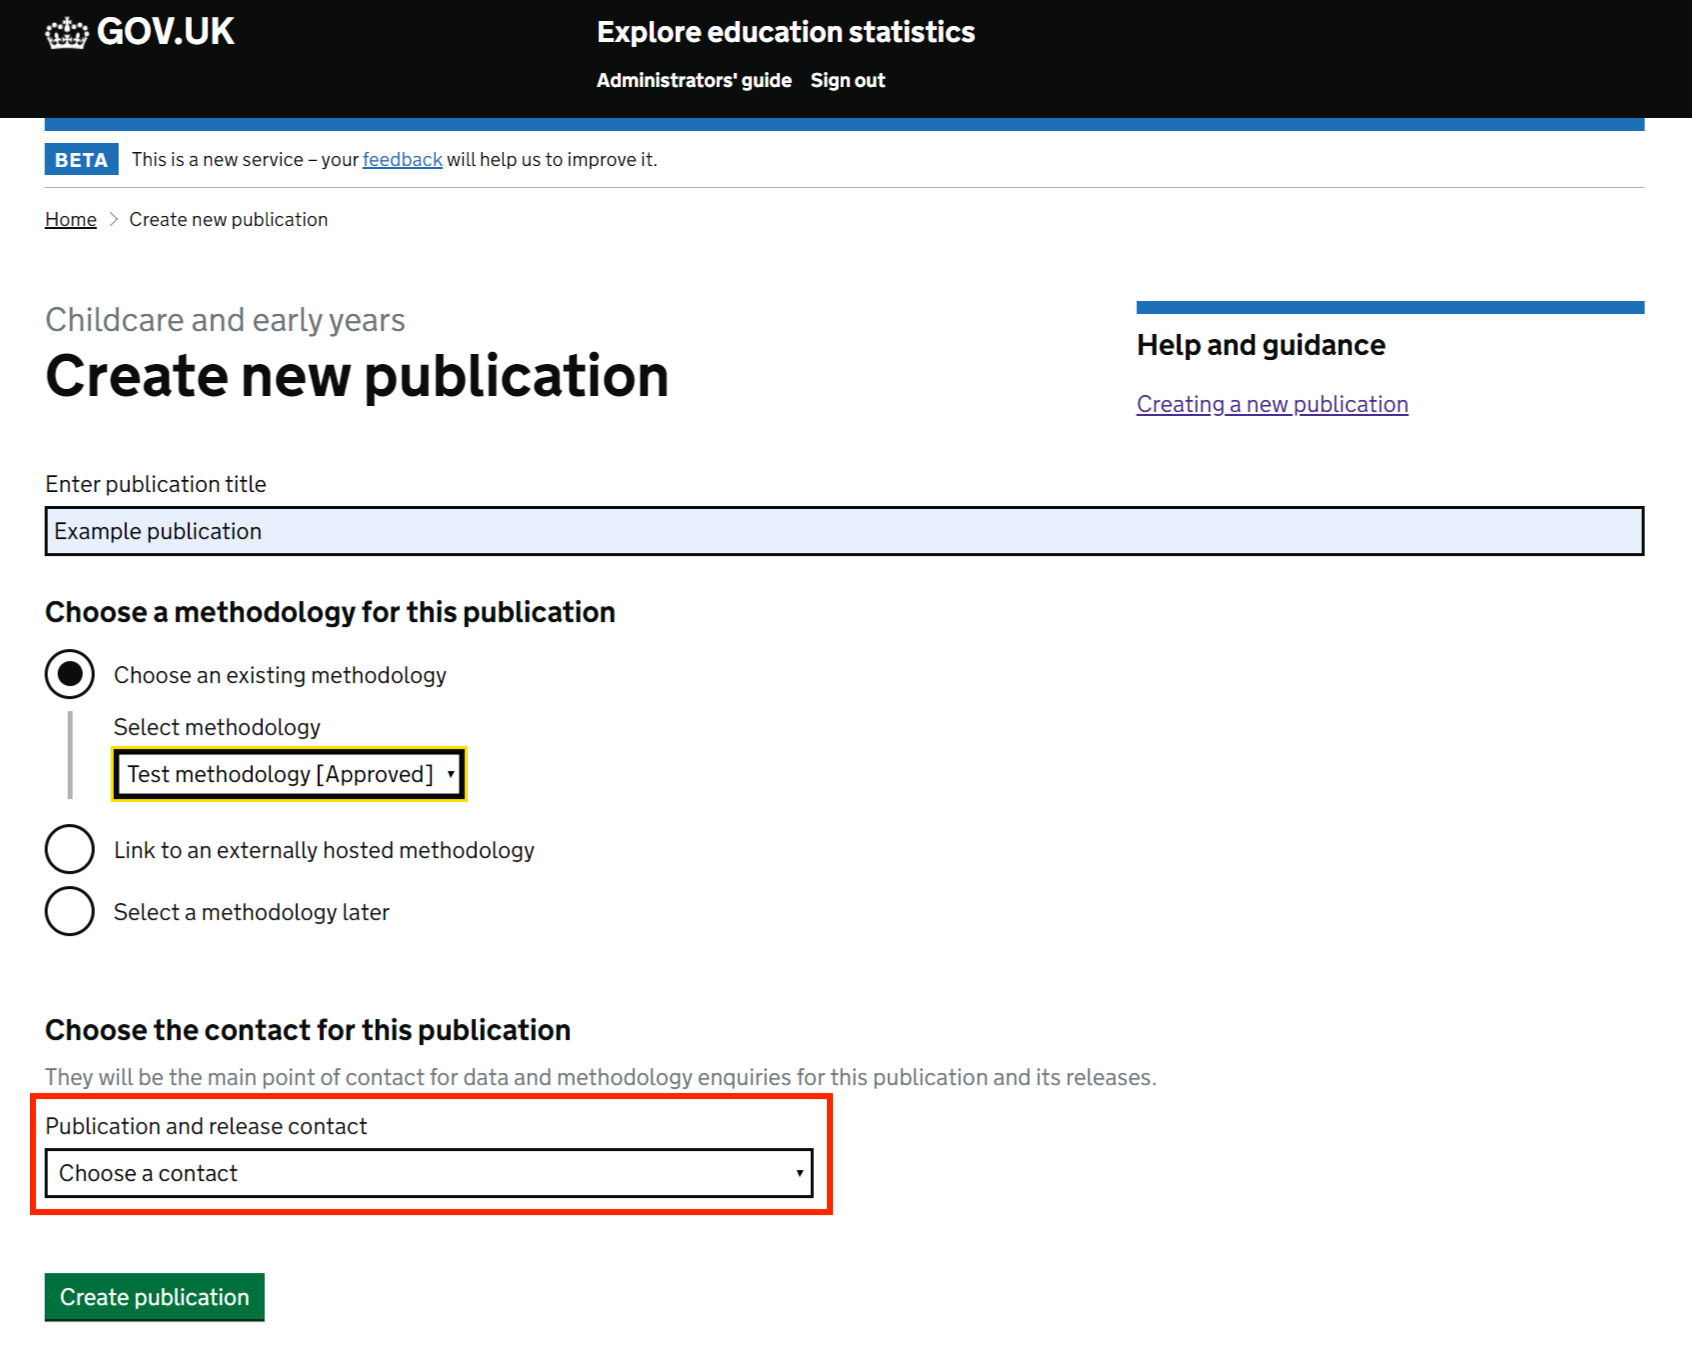 GOV.UK
Explore education statistics
Administrators' guide Sign out
BETA This is a new service – your feedback will help us to improve it.
Home Create new publication
Childcare and early years
Create new publication
Help and guidance
Creating a new publication
Enter publication title
Example publication
Choose a methodology for this publication
Choose an existing methodology
Select methodology
Test methodology [Approved]
Link to an externally hosted methodology
Select a methodology later
Choose the contact for this publication
They will be the main point of contact for data and methodology enquiries for this publication and its releases.
Publication and release contact
Choose a contact
Create publication